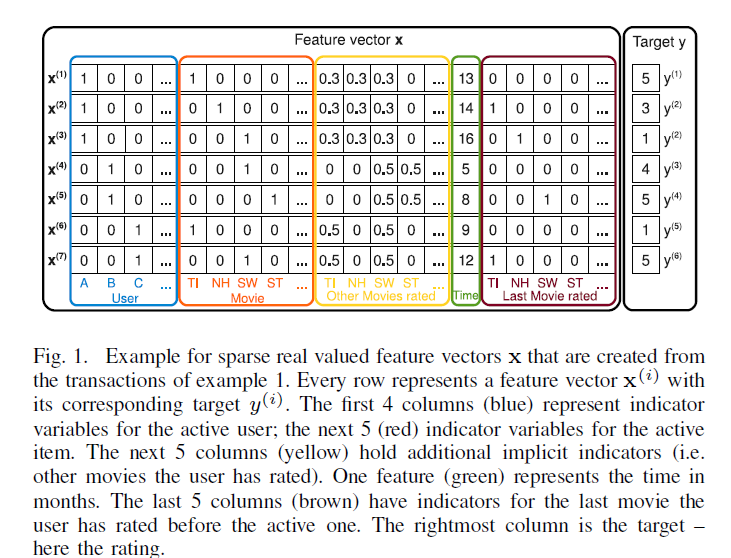 Feature vector x Target y
x(1) 1 0 0 ... 1 0 0 0 ... 0.3 0.3 0.3 0 ... 13 0 0 0 0 ... 5 y(1)
x(2) 1 0 0 ... 0 1 0 0 ... 0.3 0.3 0.3 0 ... 14 1 0 0 0 ... 3 y(2)
x(3) 1 0 0 ... 0 0 1 0 ... 0.3 0.3 0.3 0 ... 16 0 1 0 0 ... 1 y(2)
x(4) 0 1 0 ... 0 0 1 0 ... 0 0 0.5 0.5 ... 5 0 0 0 0 ... 4 y(3)
x(5) 0 1 0 ... 0 0 0 1 ... 0 0 0.5 0.5 ... 8 0 0 1 0 ... 5 y(4)
x(6) 0 0 1 ... 1 0 0 0 ... 0.5 0 0.5 0 ... 9 0 0 0 0 ... 1 y(5)
x(7) 0 0 1 ... 0 0 1 0 ... 0.5 0 0.5 0 ... 12 1 0 0 0 ... 5 y(6)
A B C ... TI NH SW ST ... TI NH SW ST ... TI NH SW ST ...
User Movie Other Movies rated Time Last Movie rated
Fig. 1. Example for sparse real valued feature vectors x that are created from
the transactions of example 1. Every row represents a feature vector x(i) with
its corresponding target y(i). The first 4 columns (blue) represent indicator
variables for the active user; the next 5 (red) indicator variables for the active
item. The next 5 columns (yellow) hold additional implicit indicators (i.e.
other movies the user has rated). One feature (green) represents the time in
months. The last 5 columns (brown) have indicators for the last movie the
user has rated before the active one. The rightmost column is the target –
here the rating.